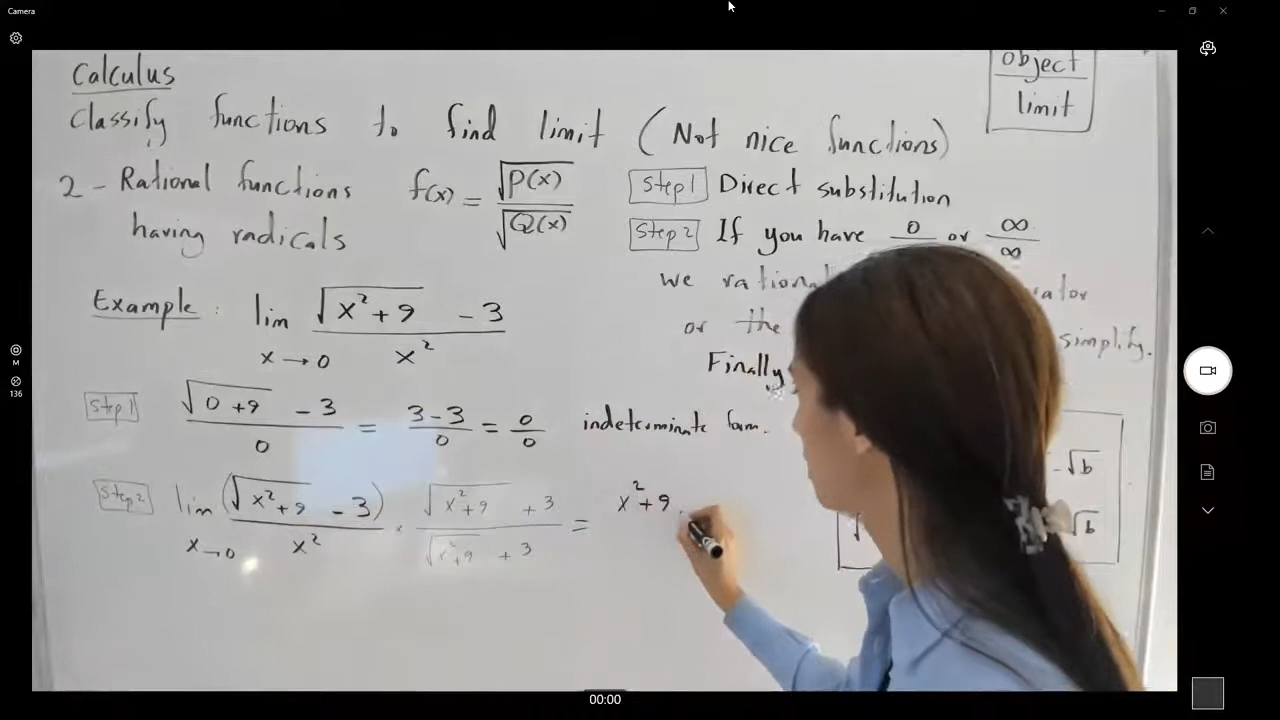 Camera
Calculus
object
limit
Classify functions to find limit (Not nice functions)
2 - Rational functions f(x) = √P(x) / √Q(x)
having radicals
Step 1 Direct substitution
Step 2 If you have 0/ or ∞/∞
we
or the simplify.
Finally
Example: lim x→0 √x²+9 - 3 / x²
Step 1 √0+9 - 3 / 0 = 3-3 / 0 = 0/0 indeterminate form.
Step 2 lim x→0 (√x²+9 - 3) / x² · √x²+9 + 3 / √x²+9 + 3 = x²+9
- √b
√b
M
136
00:00